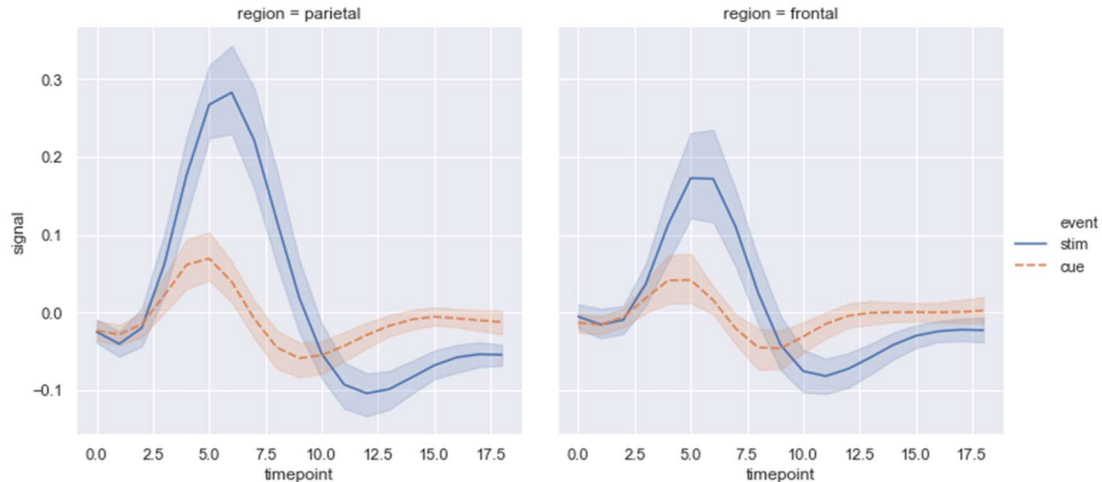 region = parietal
region = frontal
signal
0.3
0.2
0.1
0.0
−0.1
0.0 2.5 5.0 7.5 10.0 12.5 15.0 17.5
timepoint
0.0 2.5 5.0 7.5 10.0 12.5 15.0 17.5
timepoint
event
stim
cue